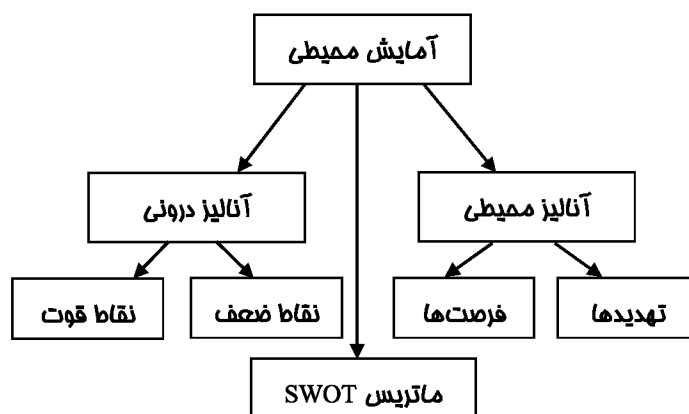 آمایش محیطی
آنالیز محیطی
آنالیز درونی
تهدیدها
فرصت‌ها
نقاط ضعف
نقاط قوت
ماتریس SWOT